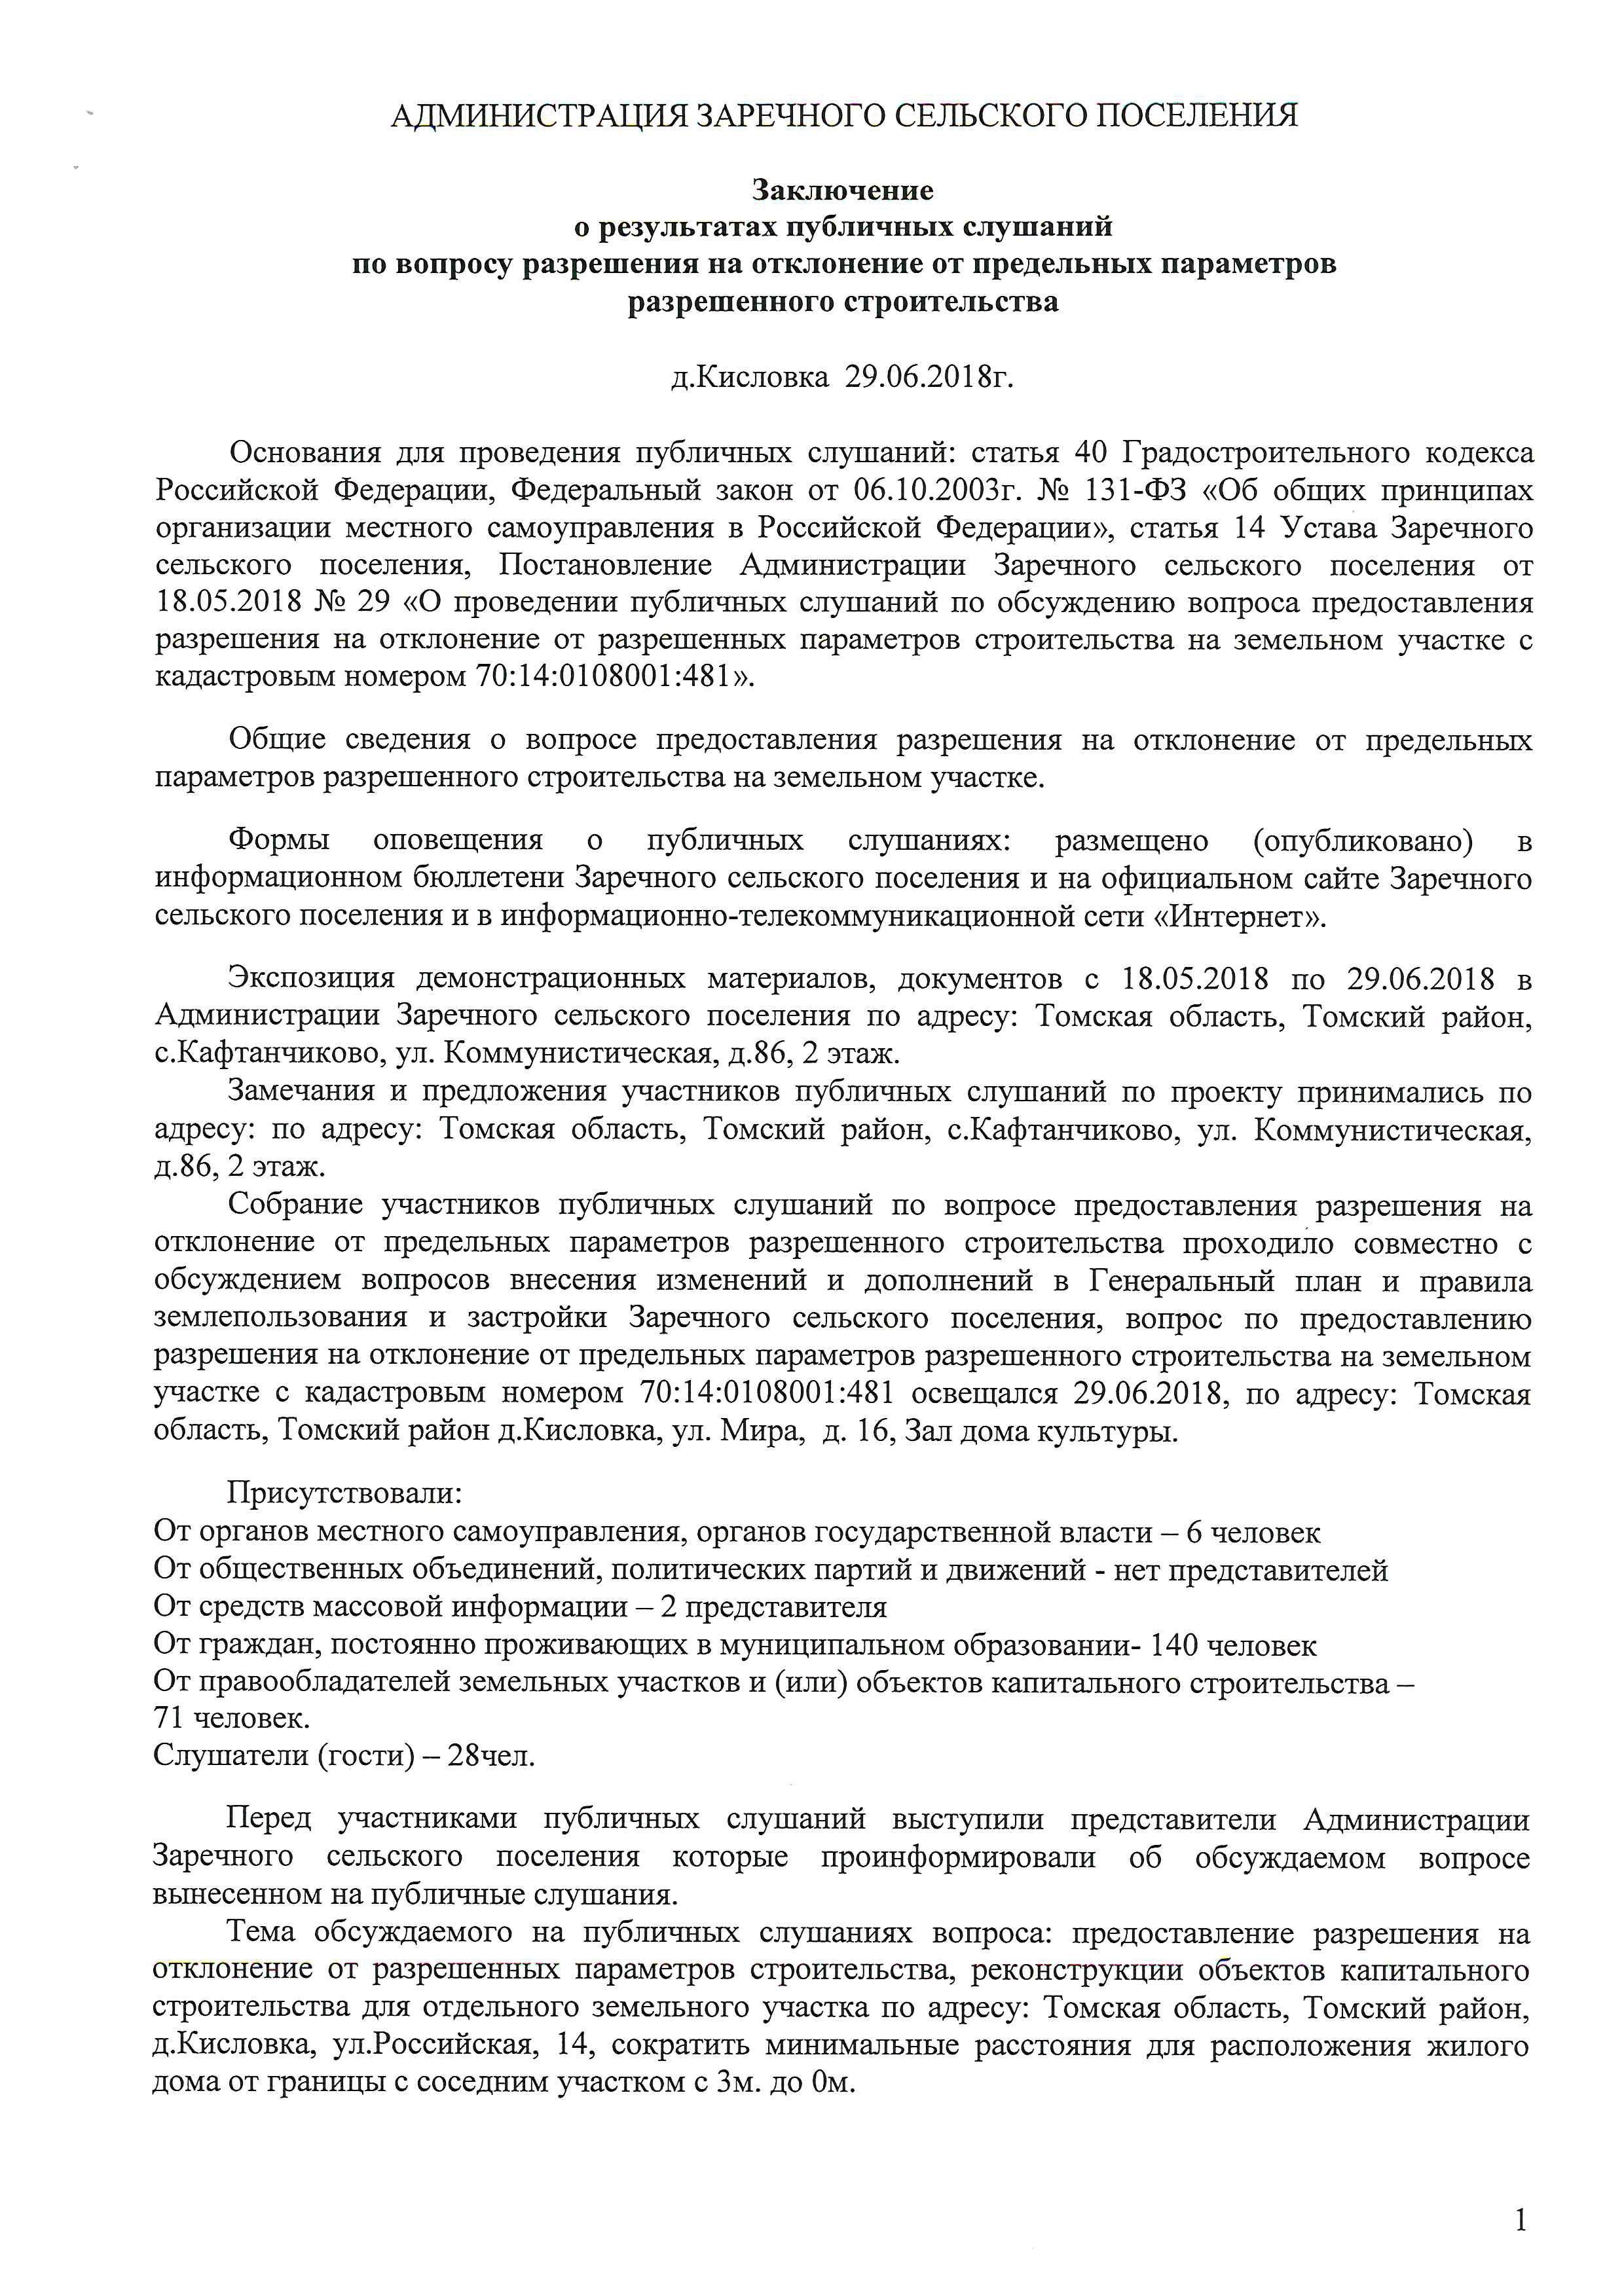 АДМИНИСТРАЦИЯ ЗАРЕЧНОГО СЕЛЬСКОГО ПОСЕЛЕНИЯ
Заключение
о результатах публичных слушаний
по вопросу разрешения на отклонение от предельных параметров
разрешенного строительства
д.Кисловка 29.06.2018г.
Основания для проведения публичных слушаний: статья 40 Градостроительного кодекса
Российской Федерации, Федеральный закон от 06.10.2003г. № 131-ФЗ «Об общих принципах
организации местного самоуправления в Российской Федерации», статья 14 Устава Заречного
сельского поселения, Постановление Администрации Заречного сельского поселения от
18.05.2018 № 29 «О проведении публичных слушаний по обсуждению вопроса предоставления
разрешения на отклонение от разрешенных параметров строительства на земельном участке с
кадастровым номером 70:14:0108001:481».
Общие сведения о вопросе предоставления разрешения на отклонение от предельных
параметров разрешенного строительства на земельном участке.
Формы оповещения о публичных слушаниях: размещено (опубликовано) в
информационном бюллетени Заречного сельского поселения и на официальном сайте Заречного
сельского поселения и в информационно-телекоммуникационной сети «Интернет».
Экспозиция демонстрационных материалов, документов с 18.05.2018 по 29.06.2018 в
Администрации Заречного сельского поселения по адресу: Томская область, Томский район,
с.Кафтанчиково, ул. Коммунистическая, д.86, 2 этаж.
Замечания и предложения участников публичных слушаний по проекту принимались по
адресу: по адресу: Томская область, Томский район, с.Кафтанчиково, ул. Коммунистическая,
д.86, 2 этаж.
Собрание участников публичных слушаний по вопросе предоставления разрешения на
отклонение от предельных параметров разрешенного строительства проходило совместно с
обсуждением вопросов внесения изменений и дополнений в Генеральный план и правила
землепользования и застройки Заречного сельского поселения, вопрос по предоставлению
разрешения на отклонение от предельных параметров разрешенного строительства на земельном
участке с кадастровым номером 70:14:0108001:481 освещался 29.06.2018, по адресу: Томская
область, Томский район д.Кисловка, ул. Мира, д. 16, Зал дома культуры.
Присутствовали:
От органов местного самоуправления, органов государственной власти – 6 человек
От общественных объединений, политических партий и движений - нет представителей
От средств массовой информации – 2 представителя
От граждан, постоянно проживающих в муниципальном образовании- 140 человек
От правообладателей земельных участков и (или) объектов капитального строительства –
71 человек.
Слушатели (гости) – 28чел.
Перед участниками публичных слушаний выступили представители Администрации
Заречного сельского поселения которые проинформировали об обсуждаемом вопросе
вынесенном на публичные слушания.
Тема обсуждаемого на публичных слушаниях вопроса: предоставление разрешения на
отклонение от разрешенных параметров строительства, реконструкции объектов капитального
строительства для отдельного земельного участка по адресу: Томская область, Томский район,
д.Кисловка, ул.Российская, 14, сократить минимальные расстояния для расположения жилого
дома от границы с соседним участком с 3м. до 0м.
1